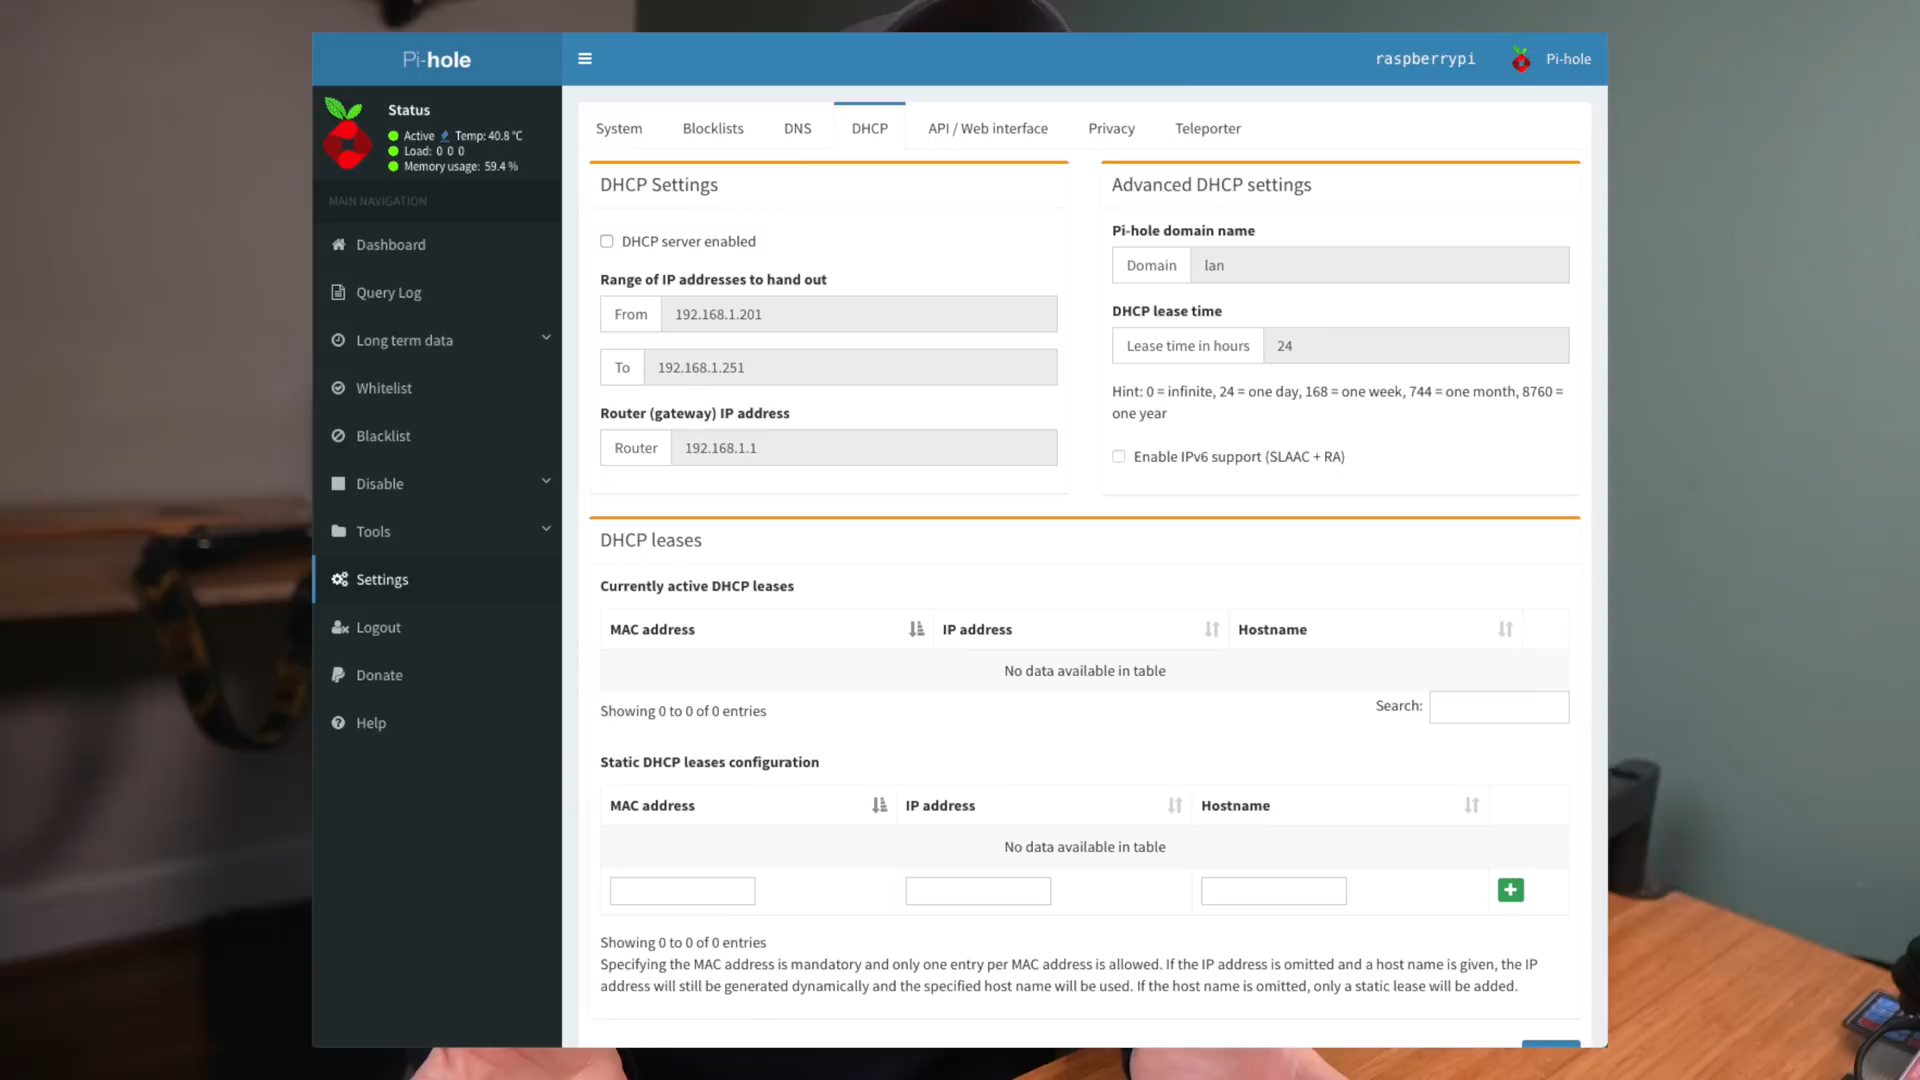 Pi-hole
raspberrypi
Pi-hole
Status
Active Temp: 40.8 °C
Load: 0 0 0
Memory usage: 59.4 %
MAIN NAVIGATION
Dashboard
Query Log
Long term data
Whitelist
Blacklist
Disable
Tools
Settings
Logout
Donate
Help
System
Blocklists
DNS
DHCP
API / Web interface
Privacy
Teleporter
DHCP Settings
DHCP server enabled
Range of IP addresses to hand out
From 192.168.1.201
To 192.168.1.251
Router (gateway) IP address
Router 192.168.1.1
Advanced DHCP settings
Pi-hole domain name
Domain lan
DHCP lease time
Lease time in hours 24
Hint: 0 = infinite, 24 = one day, 168 = one week, 744 = one month, 8760 =
one year
Enable IPv6 support (SLAAC + RA)
DHCP leases
Currently active DHCP leases
MAC address IP address Hostname
No data available in table
Showing 0 to 0 of 0 entries
Search:
Static DHCP leases configuration
MAC address IP address Hostname
No data available in table
Showing 0 to 0 of 0 entries
Specifying the MAC address is mandatory and only one entry per MAC address is allowed. If the IP address is omitted and a host name is given, the IP
address will still be generated dynamically and the specified host name will be used. If the host name is omitted, only a static lease will be added.